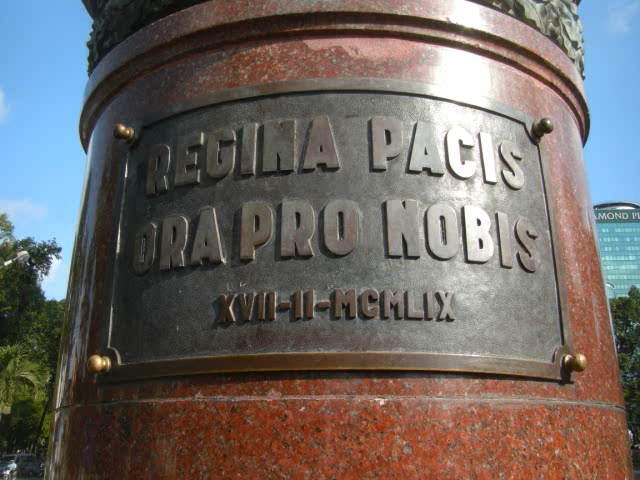 REGINA PACIS
ORA PRO NOBIS
XVII-II-MCMLIX